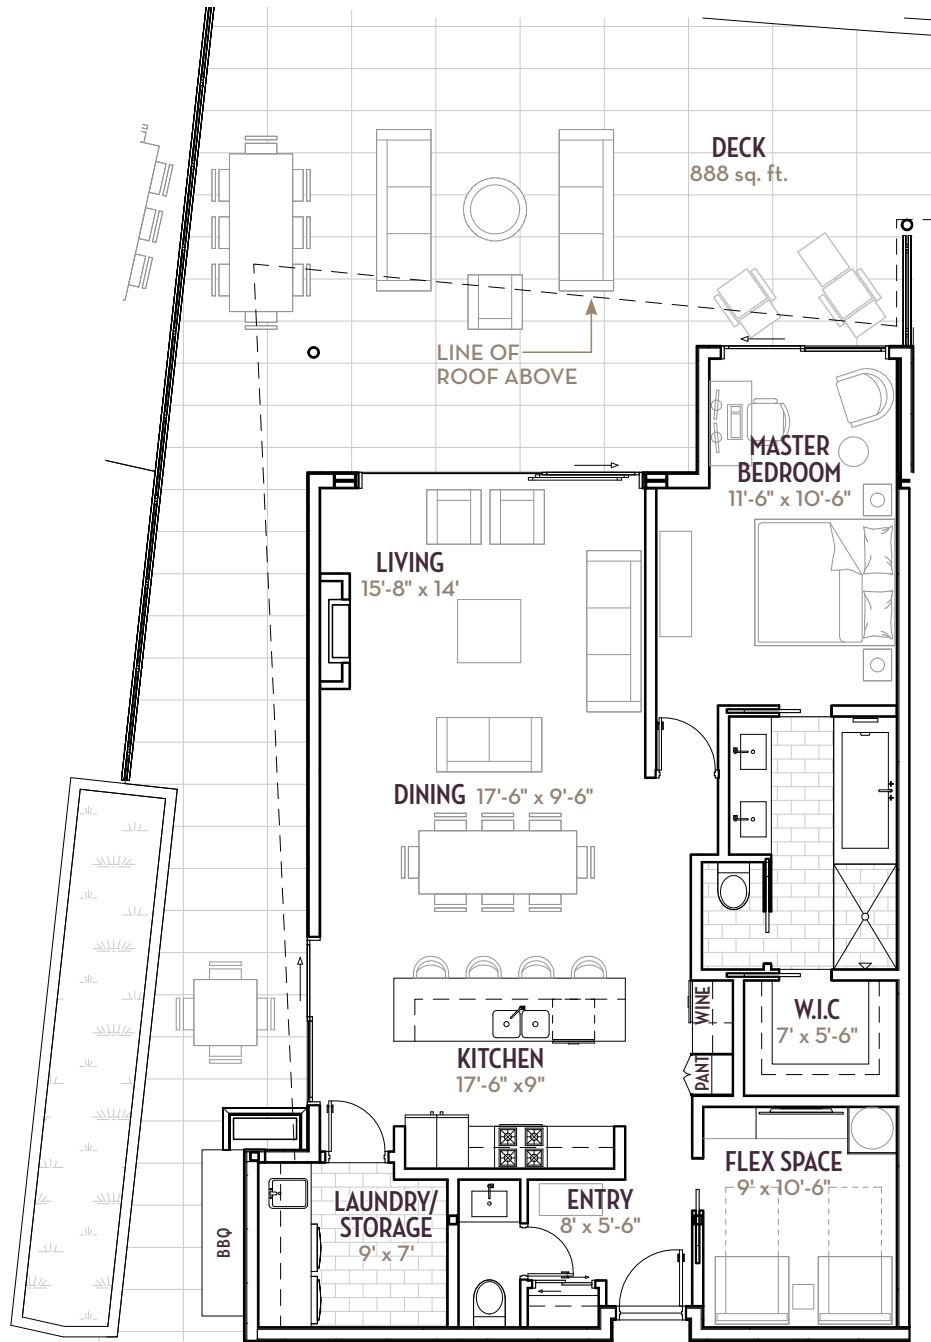 DECK
888 sq. ft.
LINE OF
ROOF ABOVE
MASTER
BEDROOM
11'-6" x 10'-6"
LIVING
15'-8" x 14'
DINING 17'-6" x 9'-6"
WINE
W.I.C
7' x 5'-6"
KITCHEN
17'-6" x9"
PANT
FLEX SPACE
9' x 10'-6"
LAUNDRY/
STORAGE
9' x 7'
ENTRY
8' x 5'-6"
BBQ